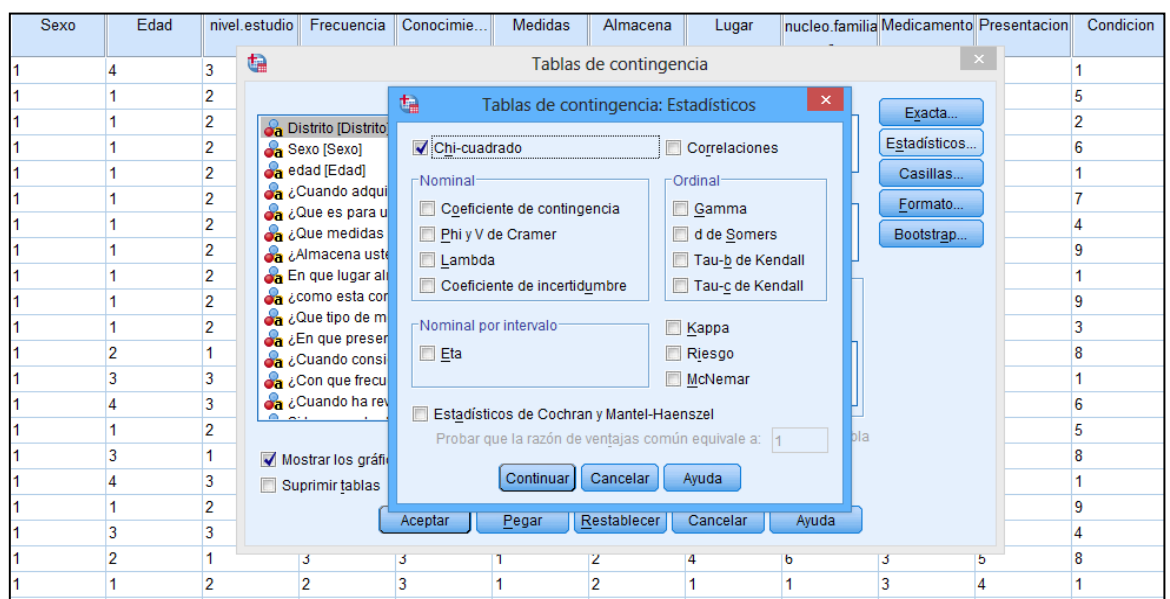 Sexo Edad nivel.estudio Frecuencia Conocimie... Medidas Almacena Lugar nucleo.familia Medicamento Presentacion Condicion
Tablas de contingencia
Tablas de contingencia: Estadísticos
Distrito [Distrito]
Sexo [Sexo]
edad [Edad]
¿Cuando adqui
¿Que es para u
¿Que medidas
¿Almacena uste
En que lugar al
¿como esta con
¿Que tipo de m
¿En que preser
¿Cuando consi
¿Con que frecu
¿Cuando ha rev
Mostrar los gráfi
Suprimir tablas
Chi-cuadrado
Correlaciones
Nominal
Coeficiente de contingencia
Phi y V de Cramer
Lambda
Coeficiente de incertidumbre
Ordinal
Gamma
d de Somers
Tau-b de Kendall
Tau-c de Kendall
Nominal por intervalo
Eta
Kappa
Riesgo
McNemar
Estadísticos de Cochran y Mantel-Haenszel
Probar que la razón de ventajas común equivale a: 1
bla
Continuar Cancelar Ayuda
Exacta...
Estadísticos...
Casillas...
Formato...
Bootstrap...
Aceptar Pegar Restablecer Cancelar Ayuda
1 4 3 1
1 1 2 5
1 1 2 2
1 1 2 6
1 1 2 1
1 1 2 7
1 1 2 4
1 1 2 9
1 1 2 1
1 1 2 9
1 1 2 3
1 2 1 8
1 3 3 1
1 4 3 6
1 1 2 5
1 3 1 8
1 4 3 1
1 1 2 9
1 3 3 4
1 2 1 3 3 1 2 4 6 3 5 8
1 1 2 2 3 1 2 1 1 3 4 1